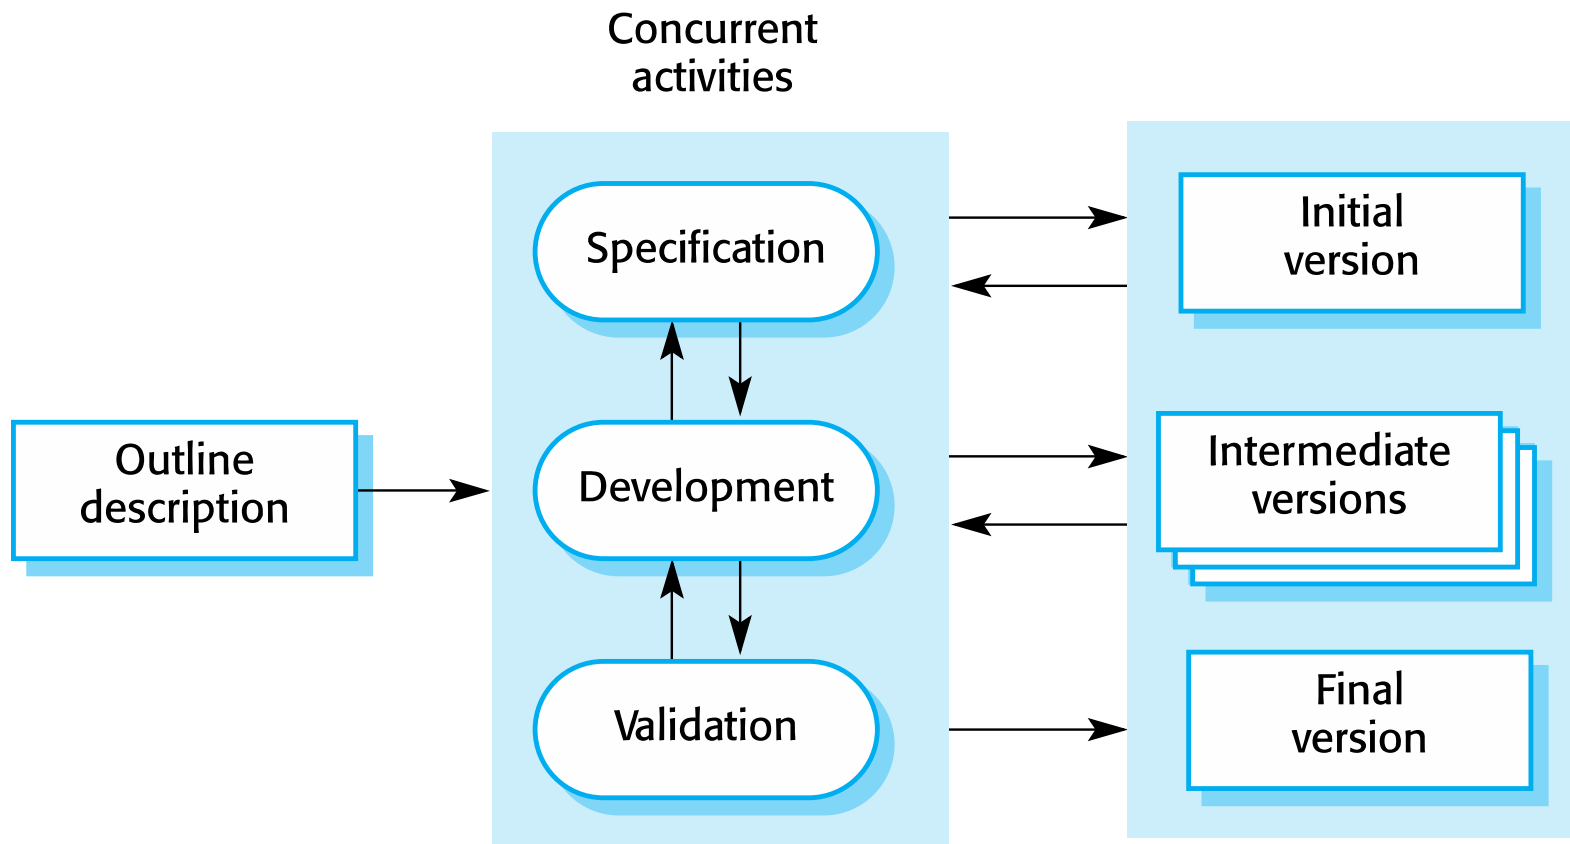 Concurrent
activities
Outline
description
Specification
Development
Validation
Initial
version
Intermediate
versions
Final
version